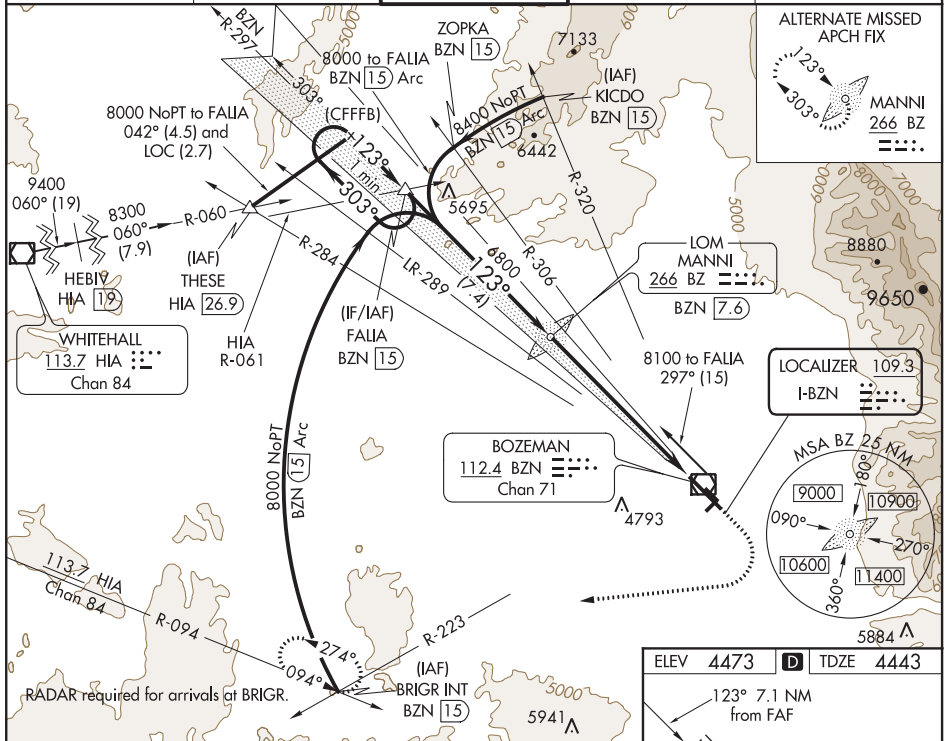 BZN
R-297
303°
8000 to FALIA
BZN 15 Arc
(CFFFB)
ZOPKA
BZN 15
7133
(IAF)
KICDO
BZN 15
8400 NoPT
BZN 15 Arc
6442
ALTERNATE MISSED
APCH FIX
123°
303°
MANNI
266 BZ
8000 NoPT to FALIA
042° (4.5) and
LOC (2.7)
123°
1 min
303°
5695
R-320
R-306
5000
5000
6000
6000
7000
8000
9400
060° (19)
8300
060°
(7.9)
R-060
HEBIV
HIA 19
(IAF)
THESE
HIA 26.9
HIA
R-061
R-284
LR-289
(IF/IAF)
FALIA
BZN 15
6800
123°
(7.4)
LOM
MANNI
266 BZ
BZN 7.6
8880
9650
WHITEHALL
113.7 HIA
Chan 84
8100 to FALIA
297° (15)
LOCALIZER 109.3
I-BZN
8000 NoPT
BZN 15 Arc
BOZEMAN
112.4 BZN
Chan 71
4793
MSA BZ 25 NM
180°
9000
10900
090°
270°
10600
11400
360°
113.7 HIA
Chan 84
R-094
R-223
274°
094°
(IAF)
BRIGR INT
BZN 15
RADAR required for arrivals at BRIGR.
5000
5941
5000
5884
ELEV 4473
D
TDZE 4443
123° 7.1 NM
from FAF